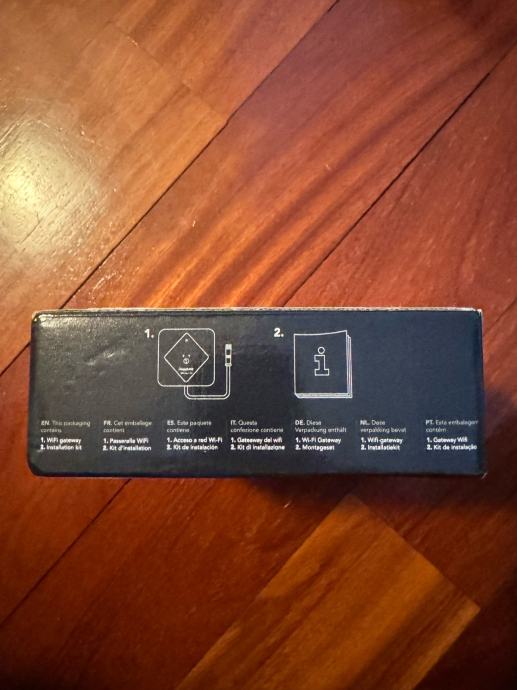 1.
2.
EN. This packaging
contains:
1. WiFi gateway
2. Installation kit
FR. Cet emballage
contient:
1. Passerelle WiFi
2. Kit d'installation
ES. Este paquete
contiene:
1. Acceso a red Wi-Fi
2. Kit de instalación
IT. Questa
confezione contiene:
1. Gateway del wifi
2. Kit di installazione
DE. Diese
Verpackung enthält:
1. Wi-Fi Gateway
2. Montageset
NL. Deze
verpakking bevat:
1. Wifi-gateway
2. Installatiekit
PT. Esta embalagem
contém:
1. Gateway Wifi
2. Kit de instalação